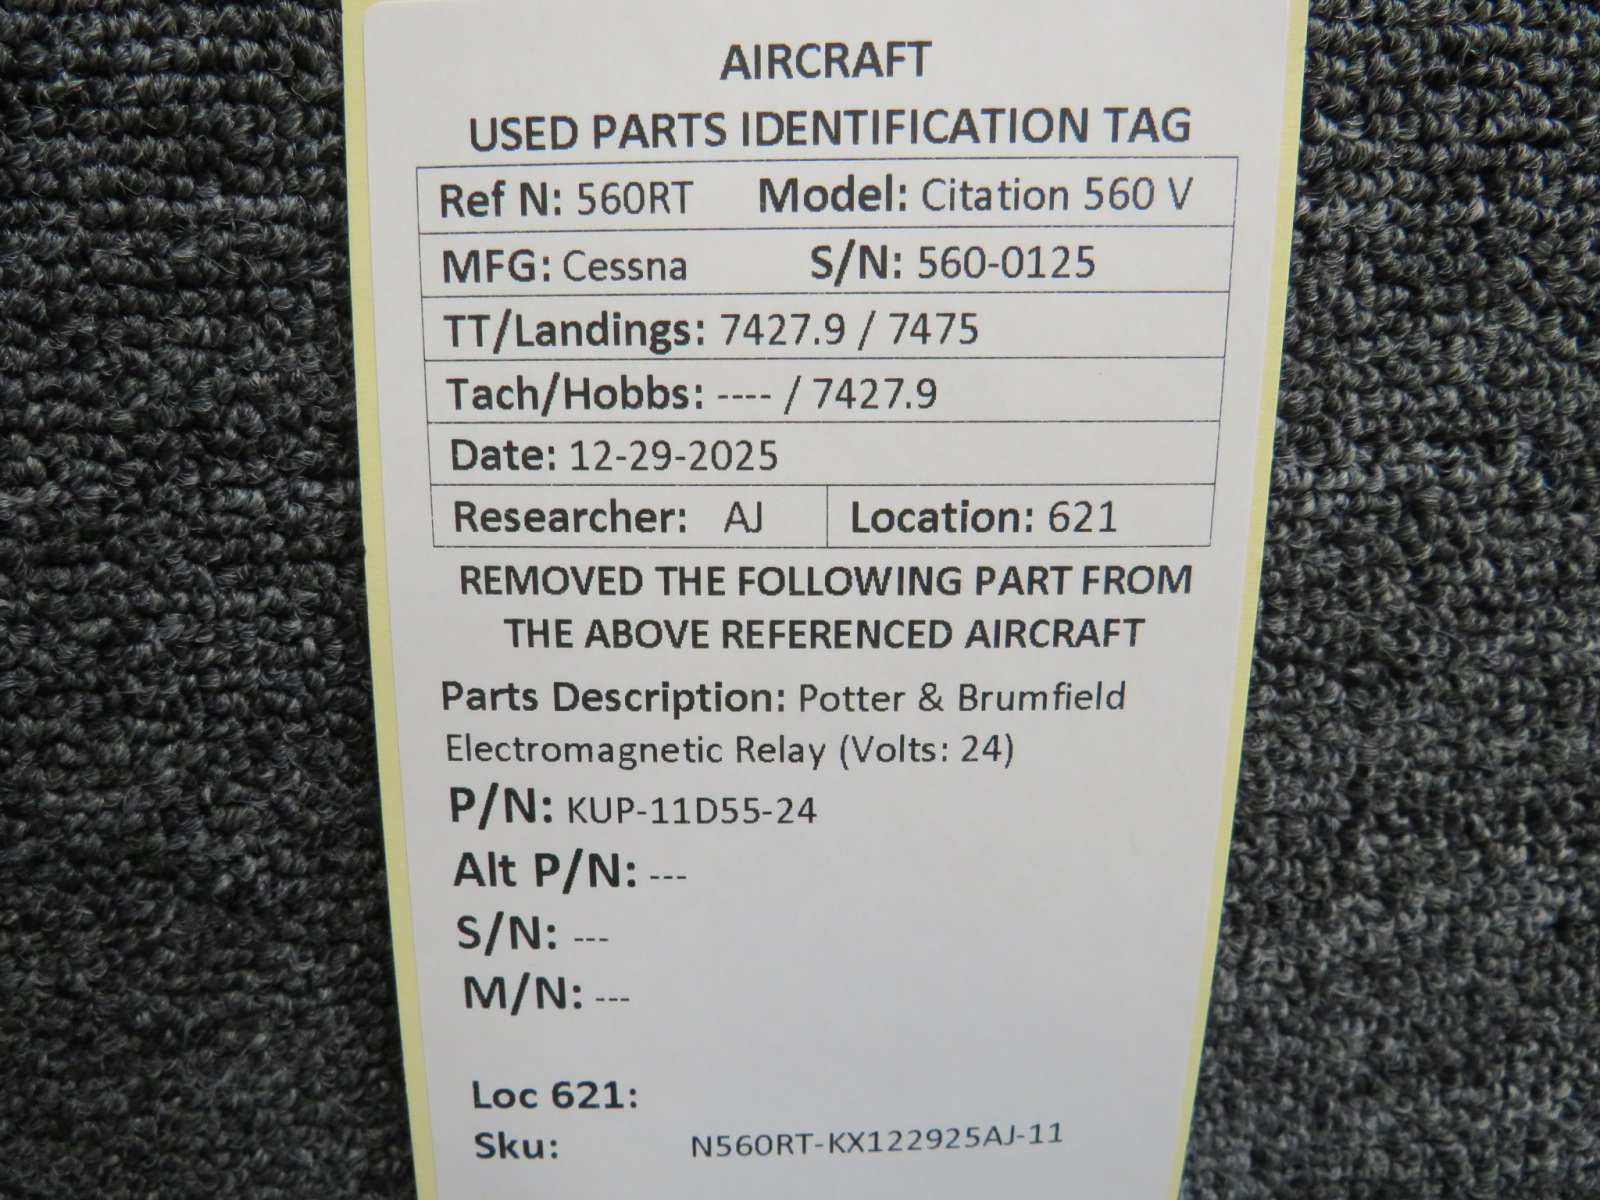 AIRCRAFT
USED PARTS IDENTIFICATION TAG
Ref N: 560RT Model: Citation 560 V
MFG: Cessna S/N: 560-0125
TT/Landings: 7427.9 / 7475
Tach/Hobbs: ---- / 7427.9
Date: 12-29-2025
Researcher: AJ Location: 621
REMOVED THE FOLLOWING PART FROM
THE ABOVE REFERENCED AIRCRAFT
Parts Description: Potter & Brumfield
Electromagnetic Relay (Volts: 24)
P/N: KUP-11D55-24
Alt P/N: ---
S/N: ---
M/N: ---
Loc 621:
Sku: N560RT-KX122925AJ-11